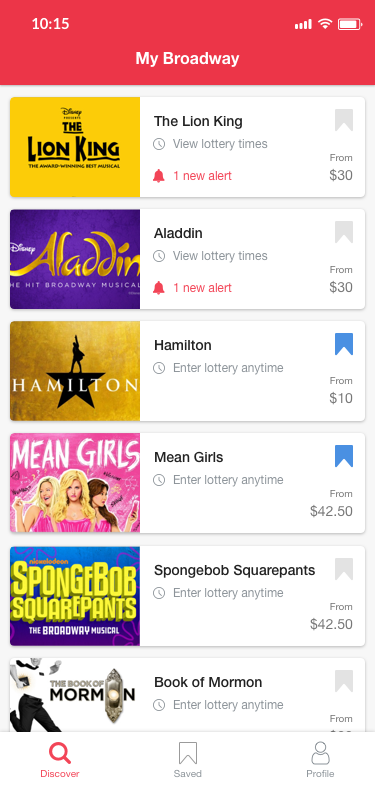 10:15
My Broadway
Disney
PRESENTS
THE
LION KING
THE AWARD-WINNING BEST MUSICAL
The Lion King
View lottery times
1 new alert
From
$30
Disney
Aladdin
HE HIT BROADWAY MUSICAL
Aladdin
View lottery times
1 new alert
From
$30
HAMILTON
Hamilton
Enter lottery anytime
From
$10
MEAN GIRLS
Mean Girls
Enter lottery anytime
From
$42.50
nickelodeon
SPONGEBOB
SQUAREPANTS
THE BROADWAY MUSICAL
Spongebob Squarepants
Enter lottery anytime
From
$42.50
THE BOOK OF
MORMON
Book of Mormon
Enter lottery anytime
From
Discover
Saved
Profile